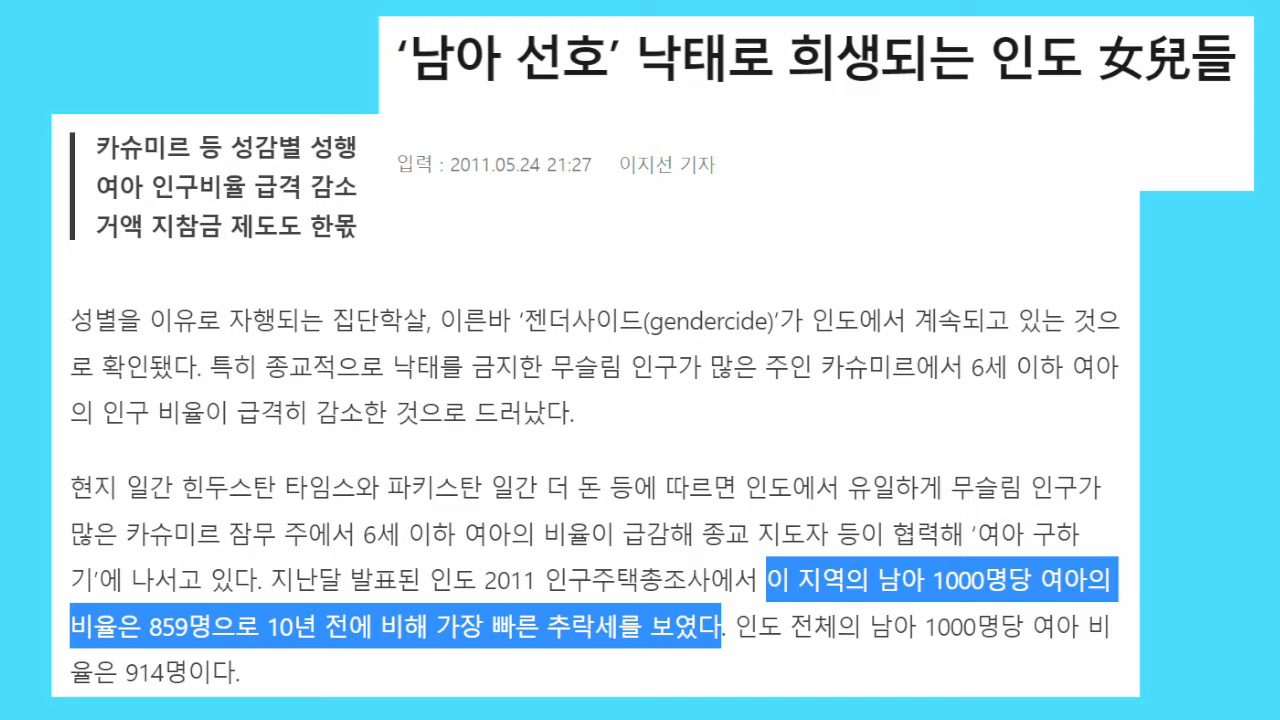 ‘남아 선호’ 낙태로 희생되는 인도 女兒들
입력 : 2011.05.24 21:27 이지선 기자
카슈미르 등 성감별 성행
여아 인구비율 급격 감소
거액 지참금 제도도 한몫
성별을 이유로 자행되는 집단학살, 이른바 ‘젠더사이드(gendercide)’가 인도에서 계속되고 있는 것으
로 확인됐다. 특히 종교적으로 낙태를 금지한 무슬림 인구가 많은 주인 카슈미르에서 6세 이하 여아
의 인구 비율이 급격히 감소한 것으로 드러났다.
현지 일간 힌두스탄 타임스와 파키스탄 일간 더 돈 등에 따르면 인도에서 유일하게 무슬림 인구가
많은 카슈미르 잠무 주에서 6세 이하 여아의 비율이 급감해 종교 지도자 등이 협력해 ‘여아 구하
기’에 나서고 있다. 지난달 발표된 인도 2011 인구주택총조사에서 이 지역의 남아 1000명당 여아의
비율은 859명으로 10년 전에 비해 가장 빠른 추락세를 보였다. 인도 전체의 남아 1000명당 여아 비
율은 914명이다.